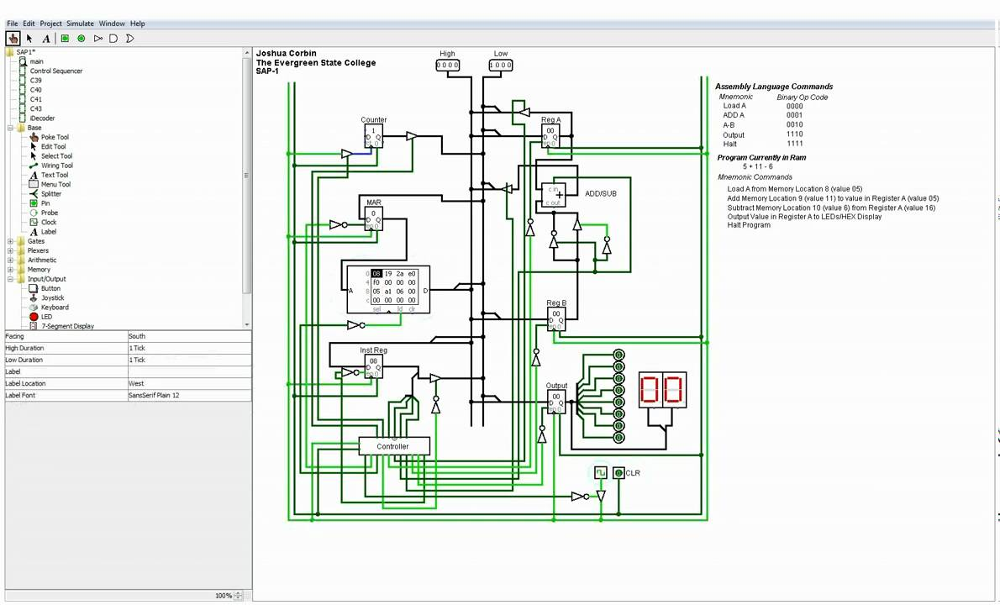 File Edit Project Simulate Window Help
A
SAP1*
main
Control Sequencer
C39
C40
C41
C43
iDecoder
Base
Poke Tool
Edit Tool
Select Tool
Wiring Tool
A Text Tool
Menu Tool
Splitter
Pin
Probe
Clock
A Label
Gates
Plexers
Arithmetic
Memory
Input/Output
Button
Joystick
Keyboard
LED
7-Segment Display
Facing South
High Duration 1 Tick
Low Duration 1 Tick
Label
Label Location West
Label Font SansSerif Plain 12
100%
Joshua Corbin
The Evergreen State College
SAP-1
High Low
0000 1000
Counter
1
D Q
Reg A
00
D Q
MAR
0
D Q
c in
+
c out
ADD/SUB
0 08 19 2a e0
4 f0 00 00 00
8 05 a1 06 00
c 00 00 00 00
A D
sel ld clr
Reg B
00
D Q
Inst Reg
08
D Q
Output
00
D Q
00
Controller
CLR
Assembly Language Commands
Mnemonic Binary Op Code
Load A 0000
ADD A 0001
A-B 0010
Output 1110
Halt 1111
Program Currently in Ram
5 + 11 - 6
Mnemonic Commands
Load A from Memory Location 8 (value 05)
Add Memory Location 9 (value 11) to value in Register A (value 05)
Subtract Memory Location 10 (value 6) from Register A (value 16)
Output Value in Register A to LEDs/HEX Display
Halt Program